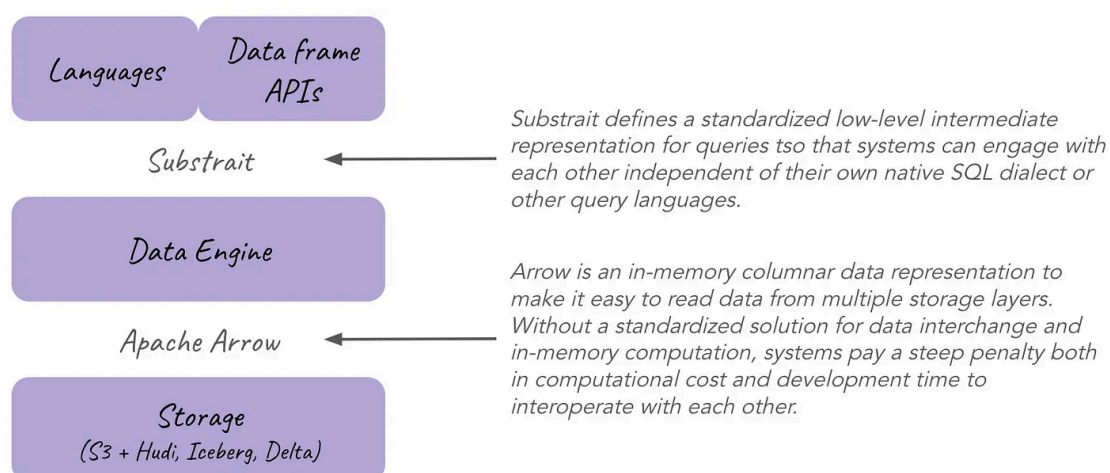 Languages
Data frame
APIs
Substrait
Substrait defines a standardized low-level intermediate
representation for queries tso that systems can engage with
each other independent of their own native SQL dialect or
other query languages.
Data Engine
Apache Arrow
Arrow is an in-memory columnar data representation to
make it easy to read data from multiple storage layers.
Without a standardized solution for data interchange and
in-memory computation, systems pay a steep penalty both
in computational cost and development time to
interoperate with each other.
Storage
(S3 + Hudi, Iceberg, Delta)